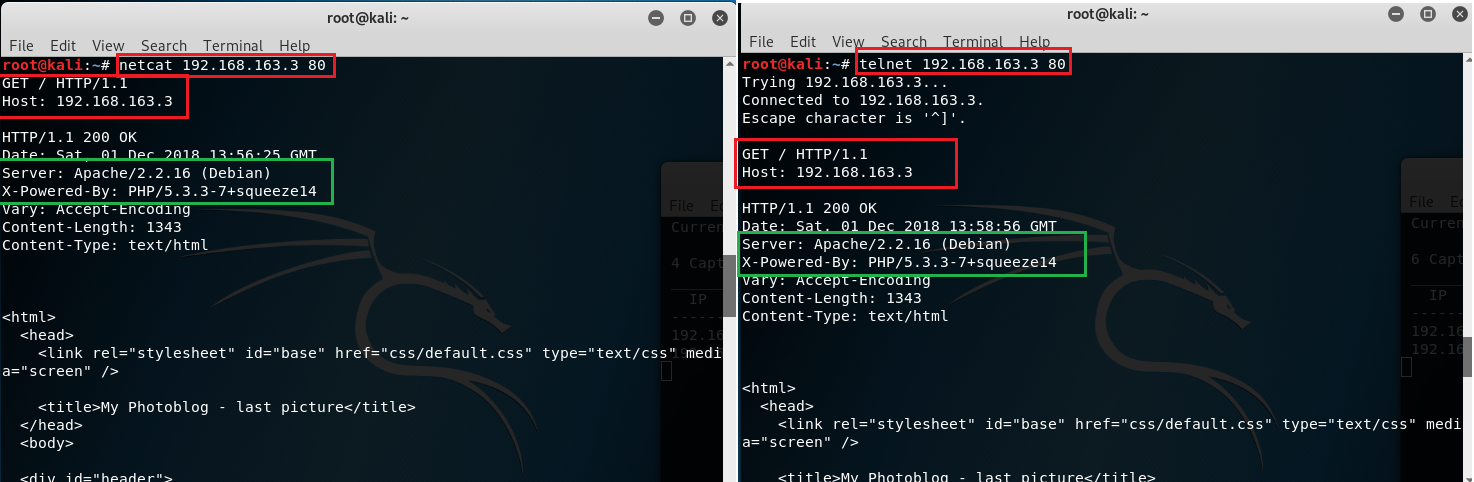 root@kali: ~
File Edit View Search Terminal Help
root@kali:~# netcat 192.168.163.3 80
GET / HTTP/1.1
Host: 192.168.163.3
HTTP/1.1 200 OK
Date: Sat, 01 Dec 2018 13:56:25 GMT
Server: Apache/2.2.16 (Debian)
X-Powered-By: PHP/5.3.3-7+squeeze14
Vary: Accept-Encoding
Content-Length: 1343
Content-Type: text/html
<html>
<head>
<link rel="stylesheet" id="base" href="css/default.css" type="text/css" medi
a="screen" />
<title>My Photoblog - last picture</title>
</head>
<body>
<div id="header">
File
Curren
4 Capt
IP
-------
192.16
root@kali: ~
File Edit View Search Terminal Help
root@kali:~# telnet 192.168.163.3 80
Trying 192.168.163.3...
Connected to 192.168.163.3.
Escape character is '^]'.
GET / HTTP/1.1
Host: 192.168.163.3
HTTP/1.1 200 OK
Date: Sat, 01 Dec 2018 13:58:56 GMT
Server: Apache/2.2.16 (Debian)
X-Powered-By: PHP/5.3.3-7+squeeze14
Vary: Accept-Encoding
Content-Length: 1343
Content-Type: text/html
<html>
<head>
<link rel="stylesheet" id="base" href="css/default.css" type="text/css" medi
a="screen" />
<title>My Photoblog - last picture</title>
File
Curren
6 Capt
IP
-------
192.16
192.16